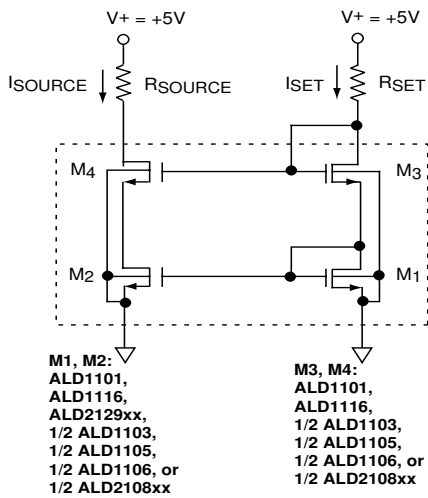 V+ = +5V
V+ = +5V
ISOURCE
RSOURCE
ISET
RSET
M4
M3
M2
M1
M1, M2:
ALD1101,
ALD1116,
ALD2129xx,
1/2 ALD1103,
1/2 ALD1105,
1/2 ALD1106, or
1/2 ALD2108xx
M3, M4:
ALD1101,
ALD1116,
1/2 ALD1103,
1/2 ALD1105,
1/2 ALD1106, or
1/2 ALD2108xx